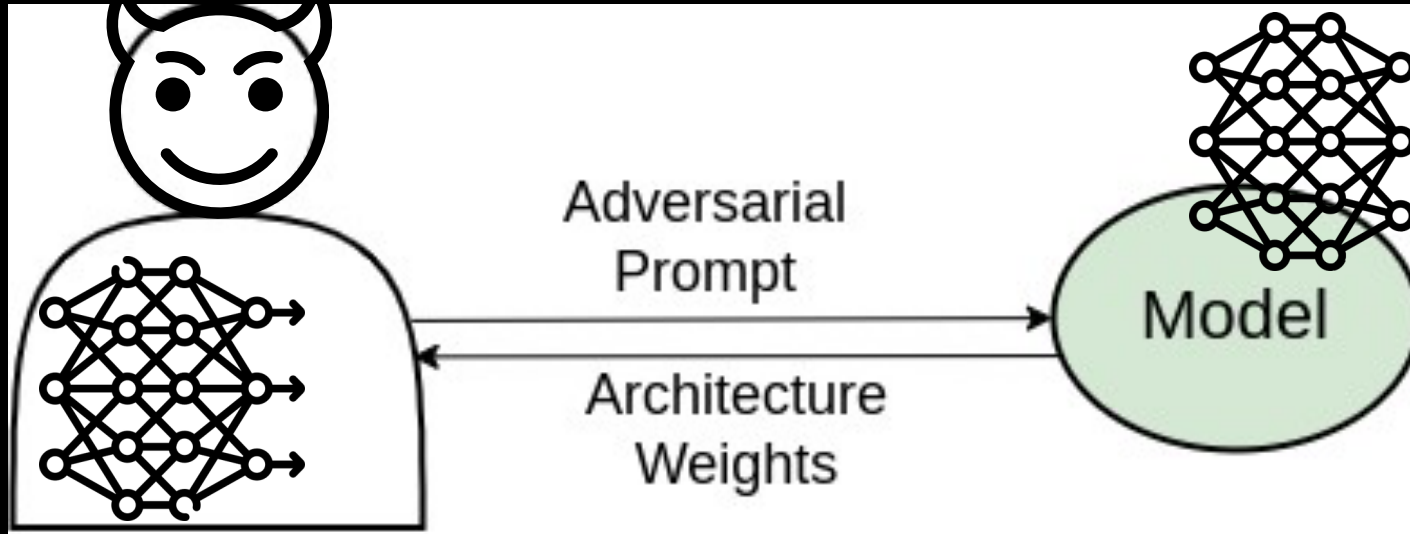 Adversarial
Prompt
Model
Architecture
Weights